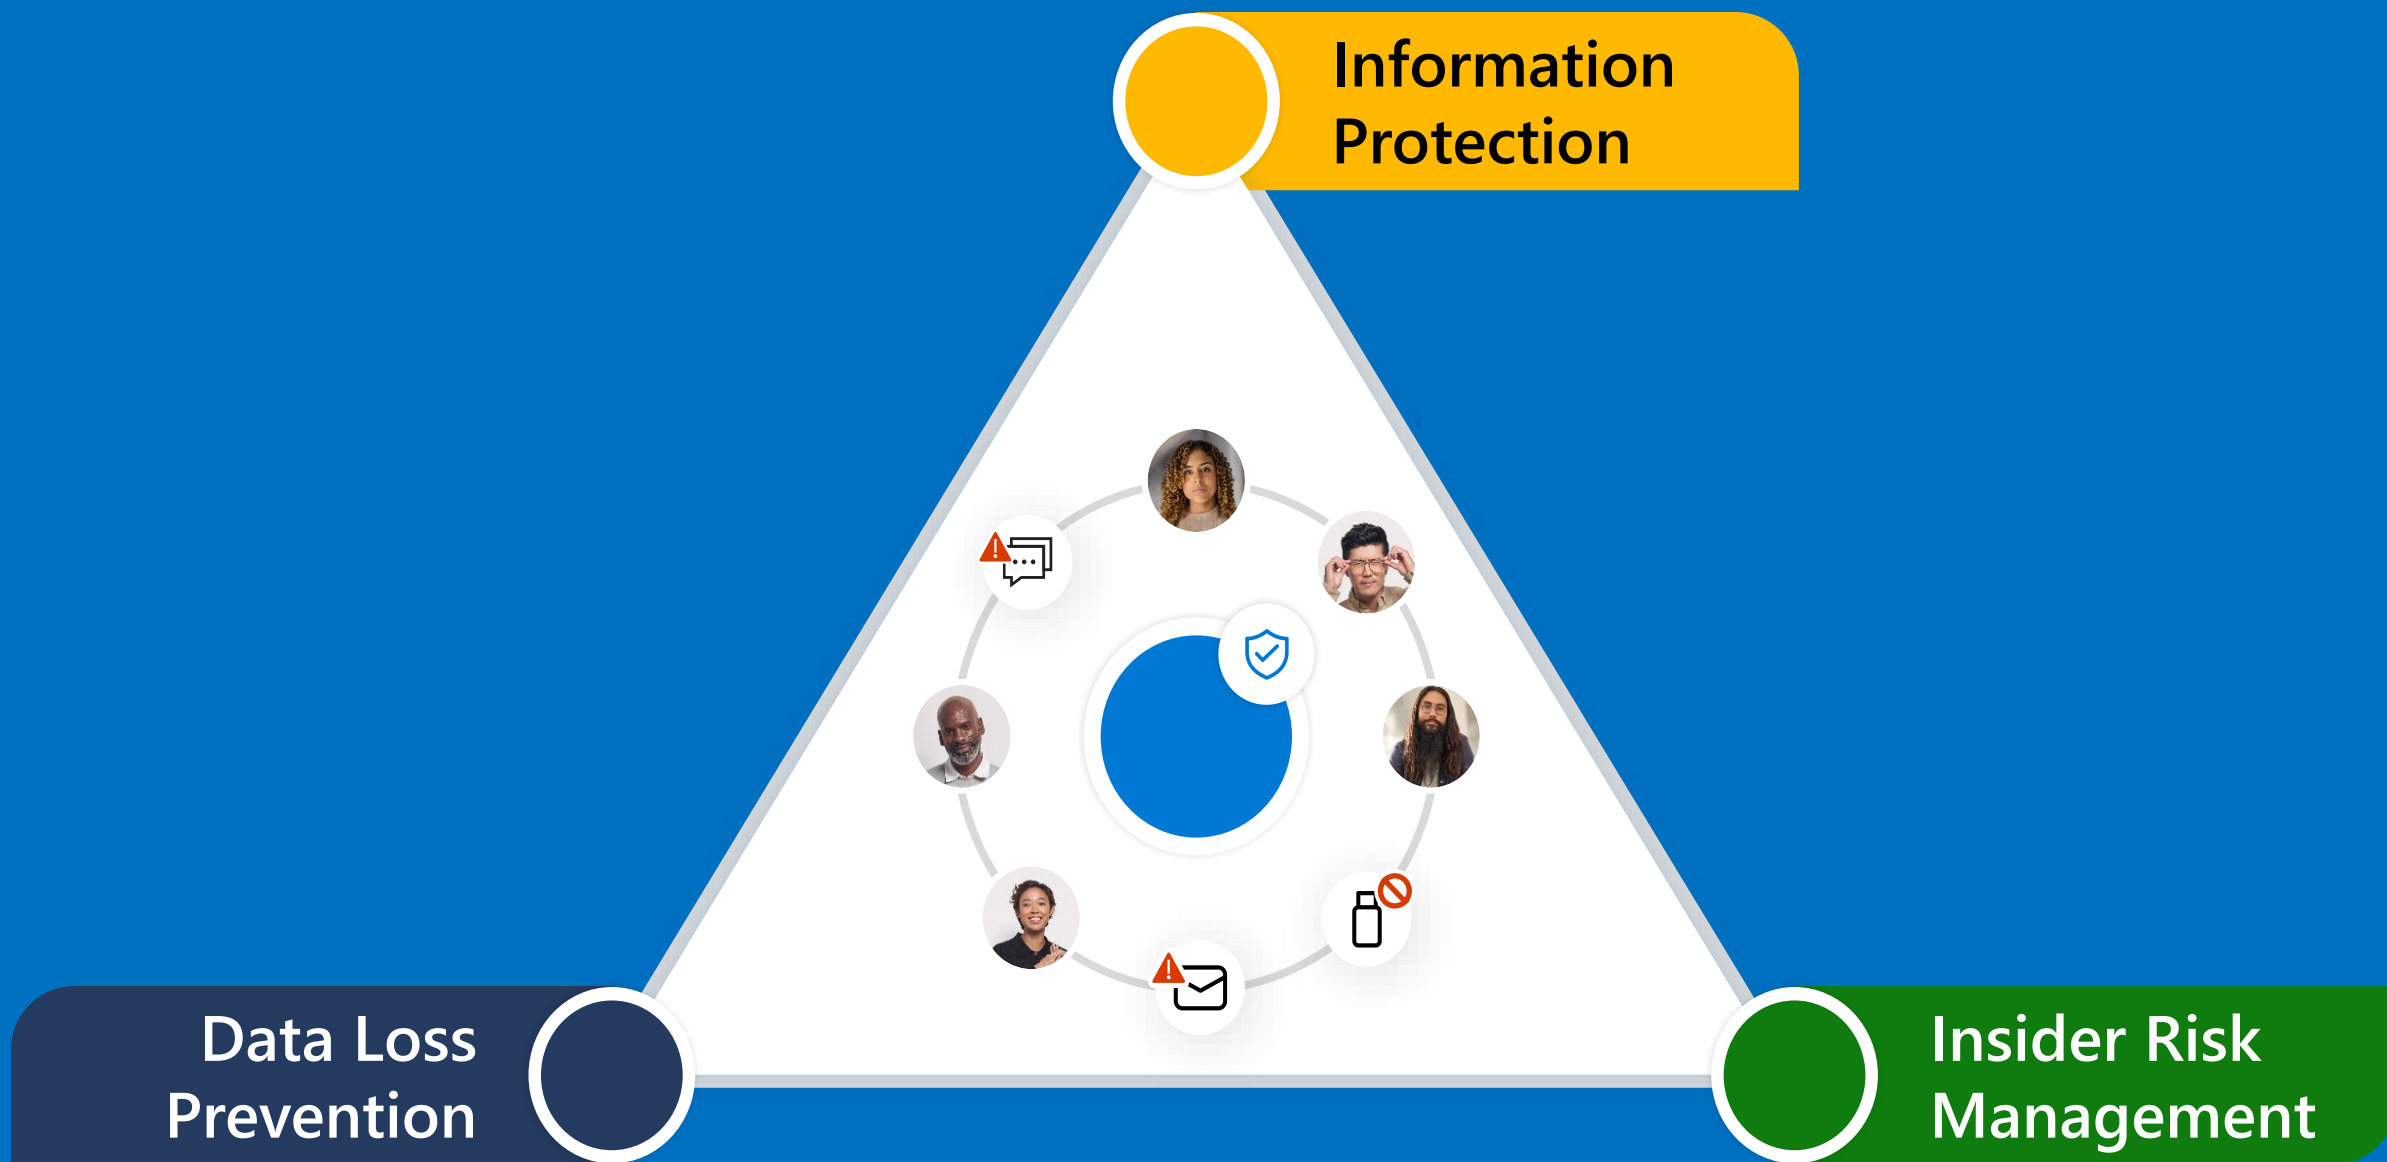 Information
Protection
Data Loss
Prevention
Insider Risk
Management